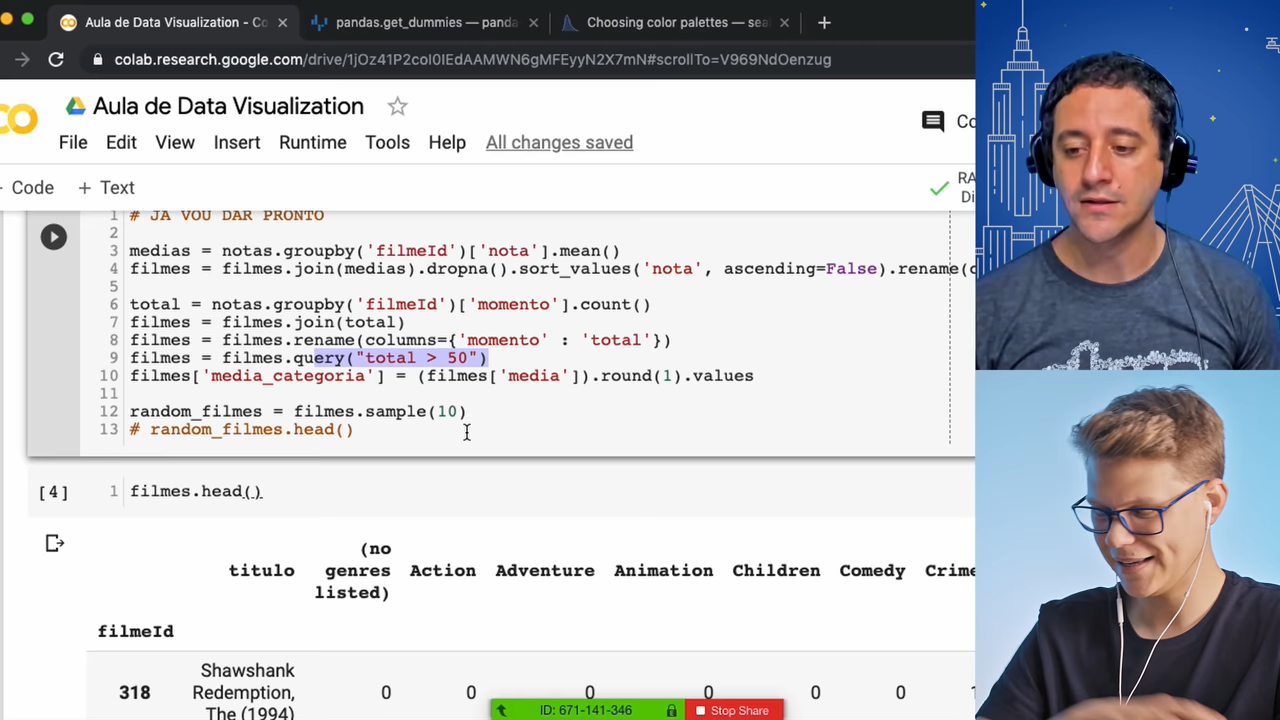 Aula de Data Visualization - Co
pandas.get_dummies — panda
Choosing color palettes — sea
colab.research.google.com/drive/1jOz41P2coI0IEdAAMWN6gMFEyyN2X7mN#scrollTo=V969NdOenzug
Aula de Data Visualization
File Edit View Insert Runtime Tools Help All changes saved
Co
Code + Text
RA
Di
1 # JA VOU DAR PRONTO
2
3 medias = notas.groupby('filmeId')['nota'].mean()
4 filmes = filmes.join(medias).dropna().sort_values('nota', ascending=False).rename(c
5
6 total = notas.groupby('filmeId')['momento'].count()
7 filmes = filmes.join(total)
8 filmes = filmes.rename(columns={'momento' : 'total'})
9 filmes = filmes.query("total > 50")
10 filmes['media_categoria'] = (filmes['media']).round(1).values
11
12 random_filmes = filmes.sample(10)
13 # random_filmes.head()
[4] 1 filmes.head()
titulo (no genres listed) Action Adventure Animation Children Comedy Crime
filmeId
318 Shawshank Redemption, The (1994) 0 0 0 0 0 0 1
ID: 671-141-346 Stop Share